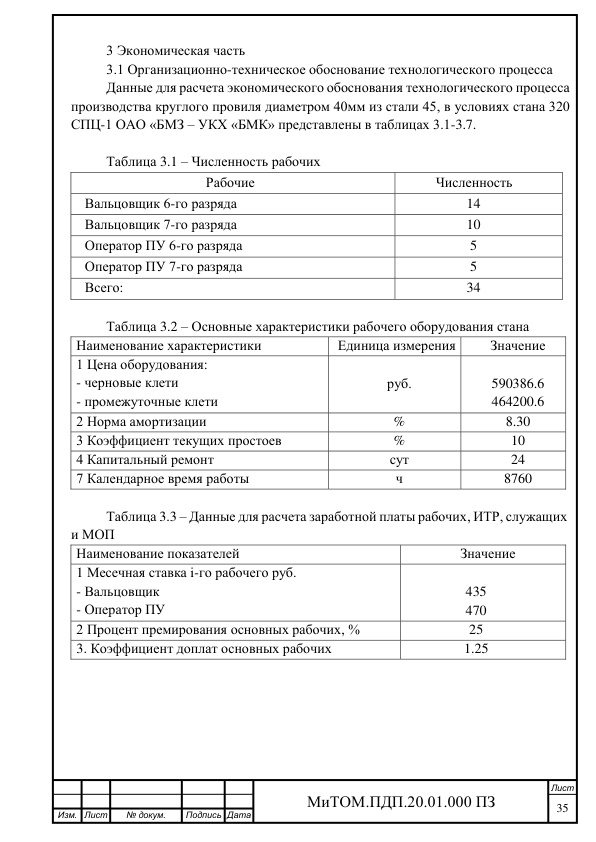 3 Экономическая часть
3.1 Организационно-техническое обоснование технологического процесса
Данные для расчета экономического обоснования технологического процесса
производства круглого провиля диаметром 40мм из стали 45, в условиях стана 320
СПЦ-1 ОАО «БМЗ – УКХ «БМК» представлены в таблицах 3.1-3.7.
Таблица 3.1 – Численность рабочих
Рабочие Численность
Вальцовщик 6-го разряда 14
Вальцовщик 7-го разряда 10
Оператор ПУ 6-го разряда 5
Оператор ПУ 7-го разряда 5
Всего: 34
Таблица 3.2 – Основные характеристики рабочего оборудования стана
Наименование характеристики Единица измерения Значение
1 Цена оборудования:
- черновые клети руб. 590386.6
- промежуточные клети 464200.6
2 Норма амортизации % 8.30
3 Коэффициент текущих простоев % 10
4 Капитальный ремонт сут 24
7 Календарное время работы ч 8760
Таблица 3.3 – Данные для расчета заработной платы рабочих, ИТР, служащих
и МОП
Наименование показателей Значение
1 Месечная ставка i-го рабочего руб.
- Вальцовщик 435
- Оператор ПУ 470
2 Процент премирования основных рабочих, % 25
3. Коэффициент доплат основных рабочих 1.25
МиТОМ.ПДП.20.01.000 ПЗ
Лист
35
Изм. Лист № докум. Подпись Дата